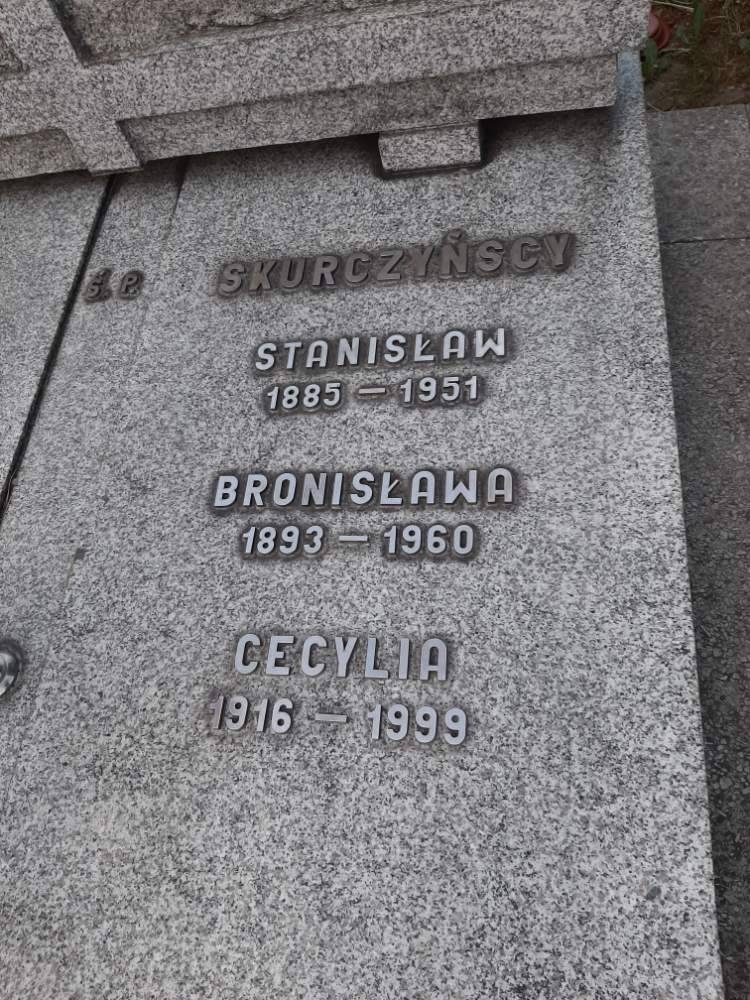 Ś. P. SKURCZYŃSCY
STANISŁAW
1885 — 1951
BRONISŁAWA
1893 — 1960
CECYLIA
1916 — 1999